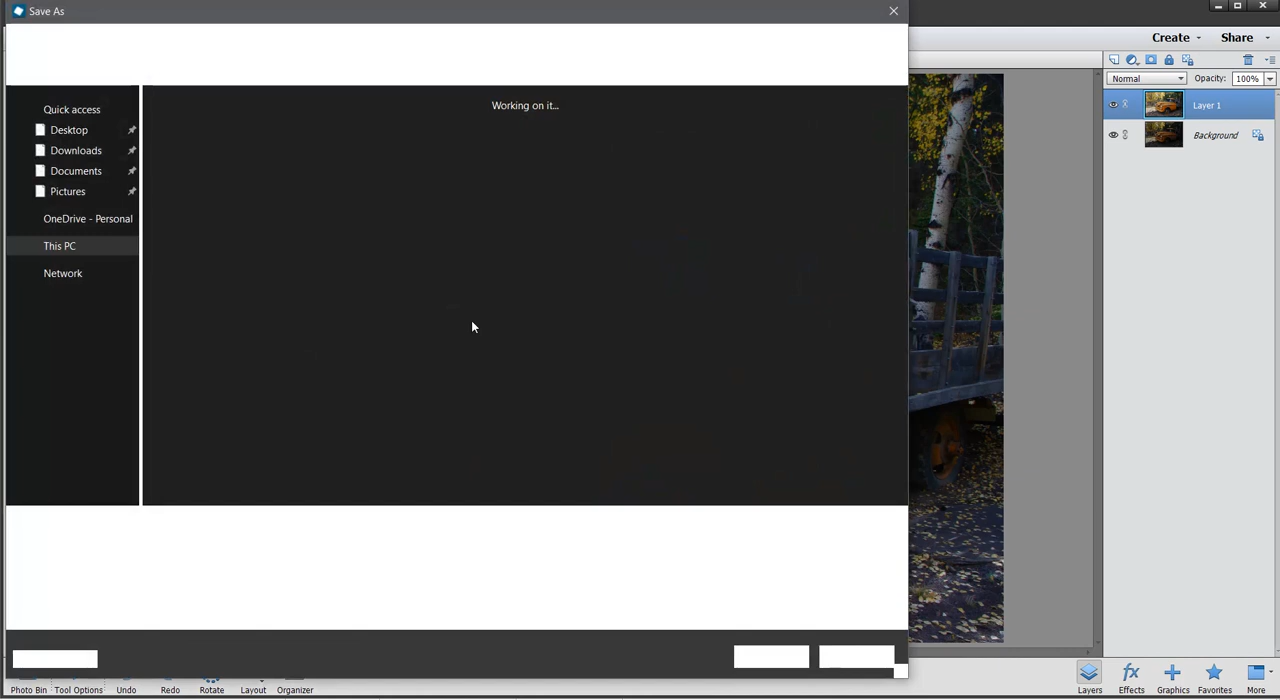 Save As
Create
Share
Normal
Opacity:
100%
Layer 1
Background
Quick access
Desktop
Downloads
Documents
Pictures
OneDrive - Personal
This PC
Network
Working on it...
Photo Bin
Tool Options
Undo
Redo
Rotate
Layout
Organizer
Layers
fx
Effects
Graphics
Favorites
More